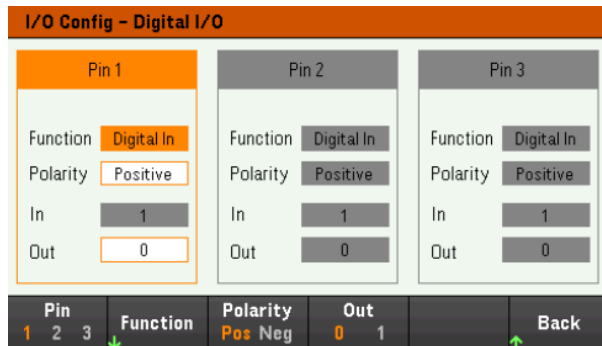 I/O Config - Digital I/O
Pin 1 Pin 2 Pin 3
Function Digital In Function Digital In Function Digital In
Polarity Positive Polarity Positive Polarity Positive
In 1 In 1 In 1
Out 0 Out 0 Out 0
Pin Function Polarity Out Back
1 2 3 Pos Neg 0 1